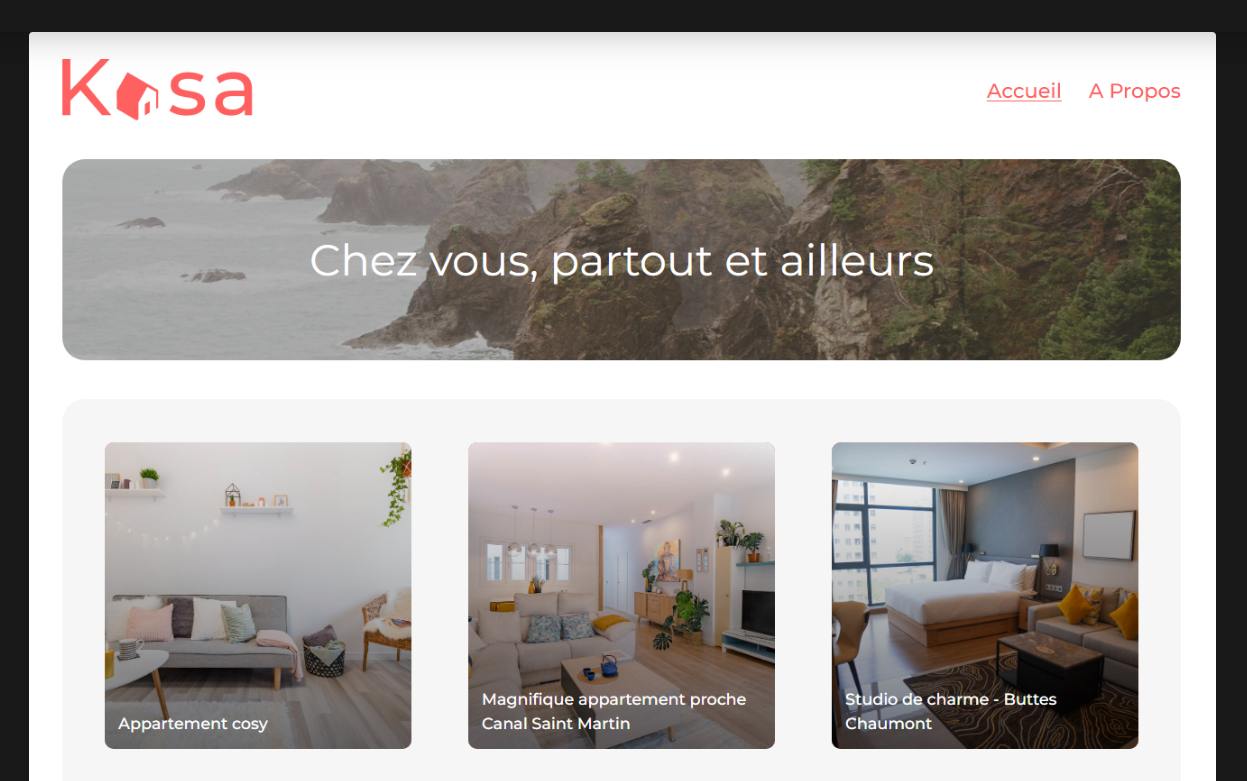 Kasa
Accueil A Propos
Chez vous, partout et ailleurs
Appartement cosy
Magnifique appartement proche
Canal Saint Martin
Studio de charme - Buttes
Chaumont